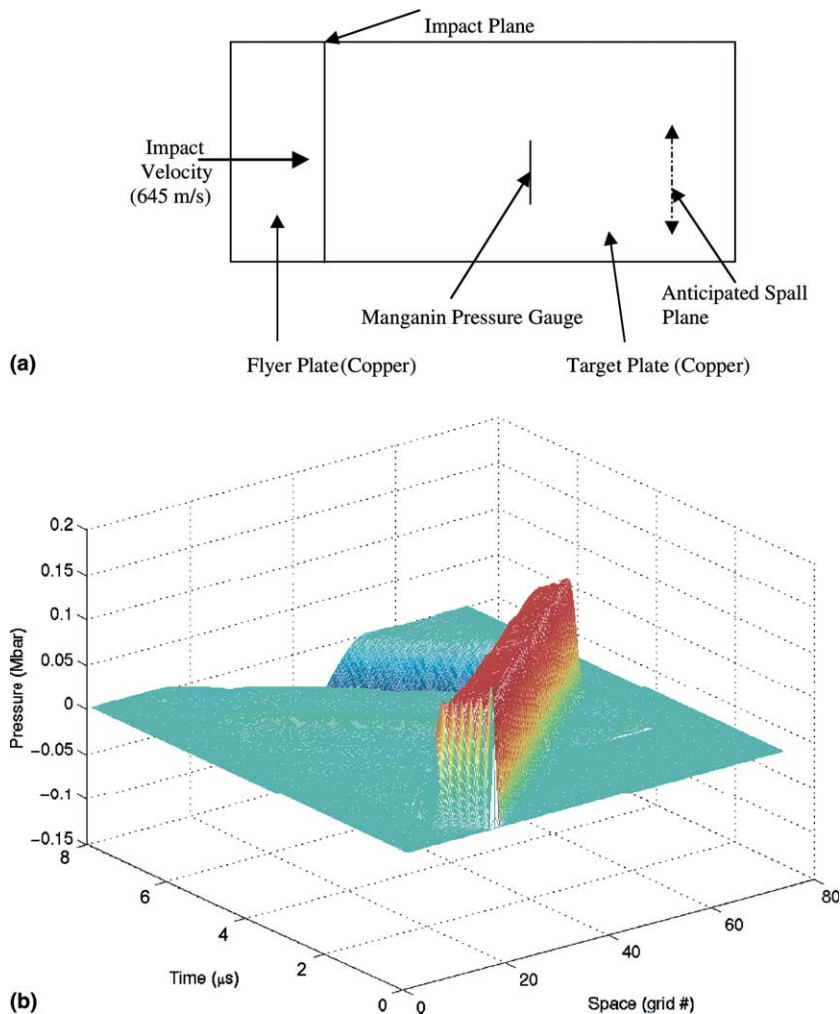 Impact Plane
Impact
Velocity
(645 m/s)
Manganin Pressure Gauge
Anticipated Spall
Plane
(a)
Flyer Plate(Copper)
Target Plate (Copper)
0.2
0.15
0.1
0.05
0
−0.05
−0.1
−0.15
Pressure (Mbar)
8
6
4
2
0
Time (μs)
0
20
40
60
80
Space (grid #)
(b)